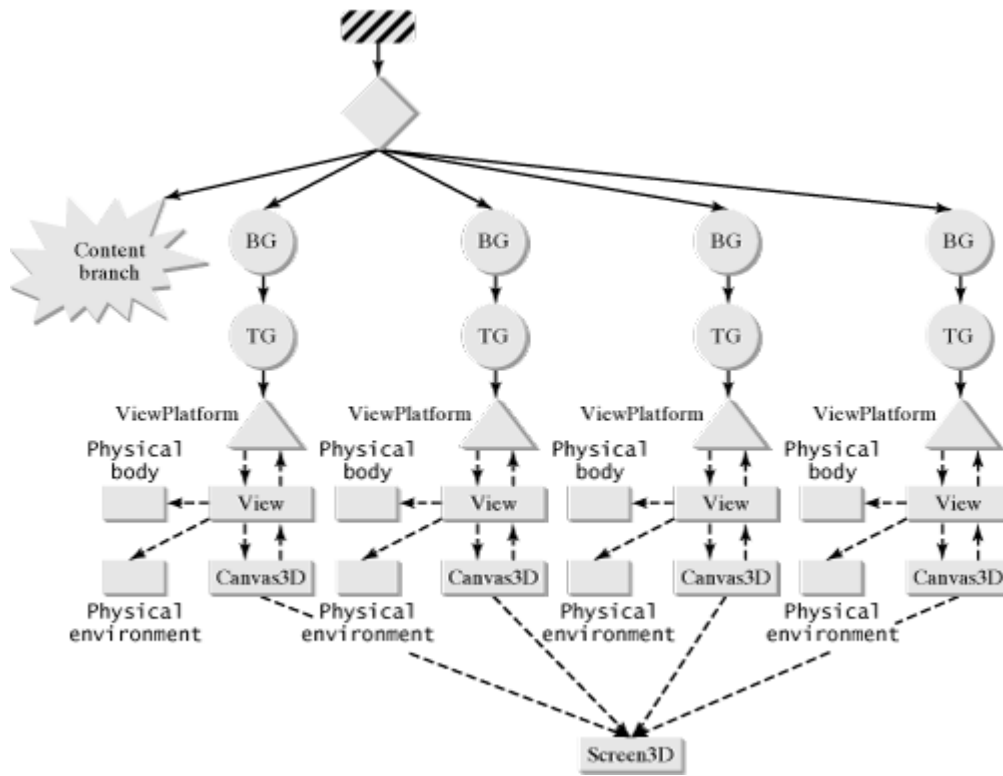 BG
BG
BG
BG
Content
branch
TG
TG
TG
TG
ViewPlatform
ViewPlatform
ViewPlatform
ViewPlatform
Physical
body
Physical
body
Physical
body
Physical
body
View
View
View
View
Canvas3D
Canvas3D
Canvas3D
Canvas3D
Physical
environment
Physical
environment
Physical
environment
Physical
environment
Screen3D